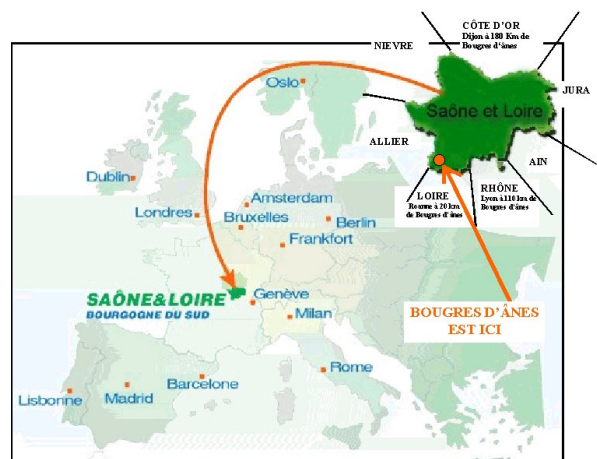 CÔTE D'OR
Dijon à 180 Km de
Bougres d'ânes
NIEVRE
JURA
Saône et Loire
ALLIER
AIN
LOIRE
Roanne à 20 km
de Bougres d'ânes
RHÔNE
Lyon à 110 km de
Bougres d'ânes
Oslo
Dublin
Londres
Amsterdam
Bruxelles
Berlin
Frankfort
SAÔNE&LOIRE
BOURGOGNE DU SUD
Genève
Milan
BOUGRES D'ÂNES
EST ICI
Rome
Barcelone
Madrid
Lisbonne